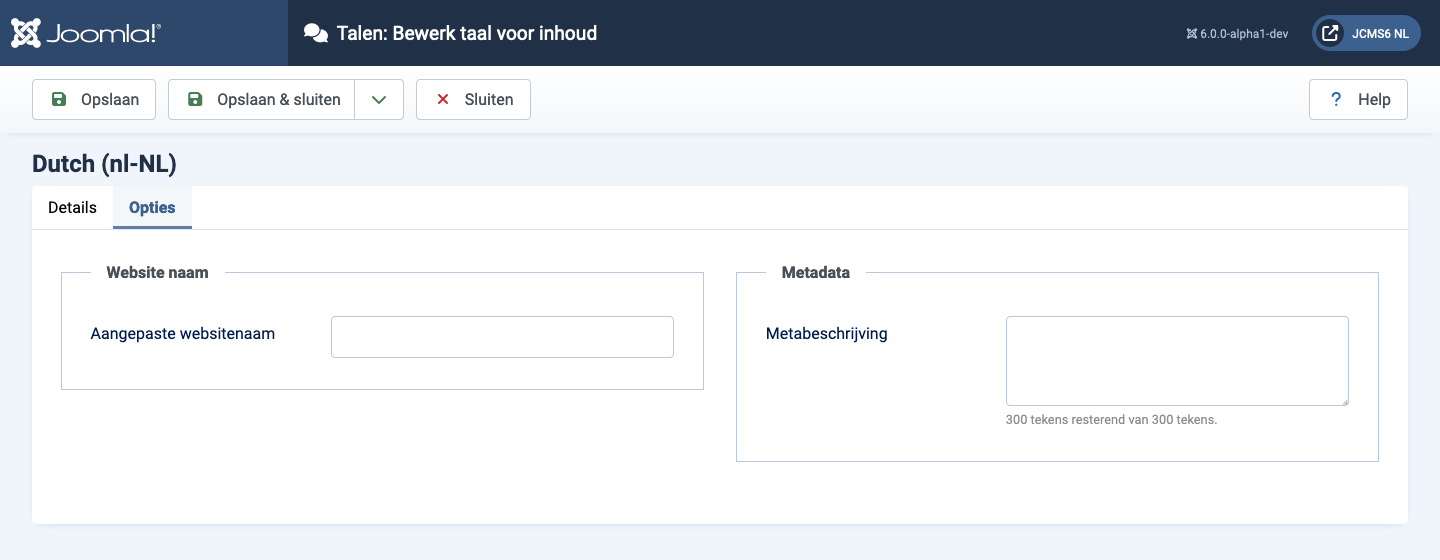 Joomla!®
Talen: Bewerk taal voor inhoud
6.0.0-alpha1-dev
JCMS6 NL
Opslaan
Opslaan & sluiten
Sluiten
? Help
Dutch (nl-NL)
Details
Opties
Website naam
Aangepaste websitenaam
Metadata
Metabeschrijving
300 tekens resterend van 300 tekens.